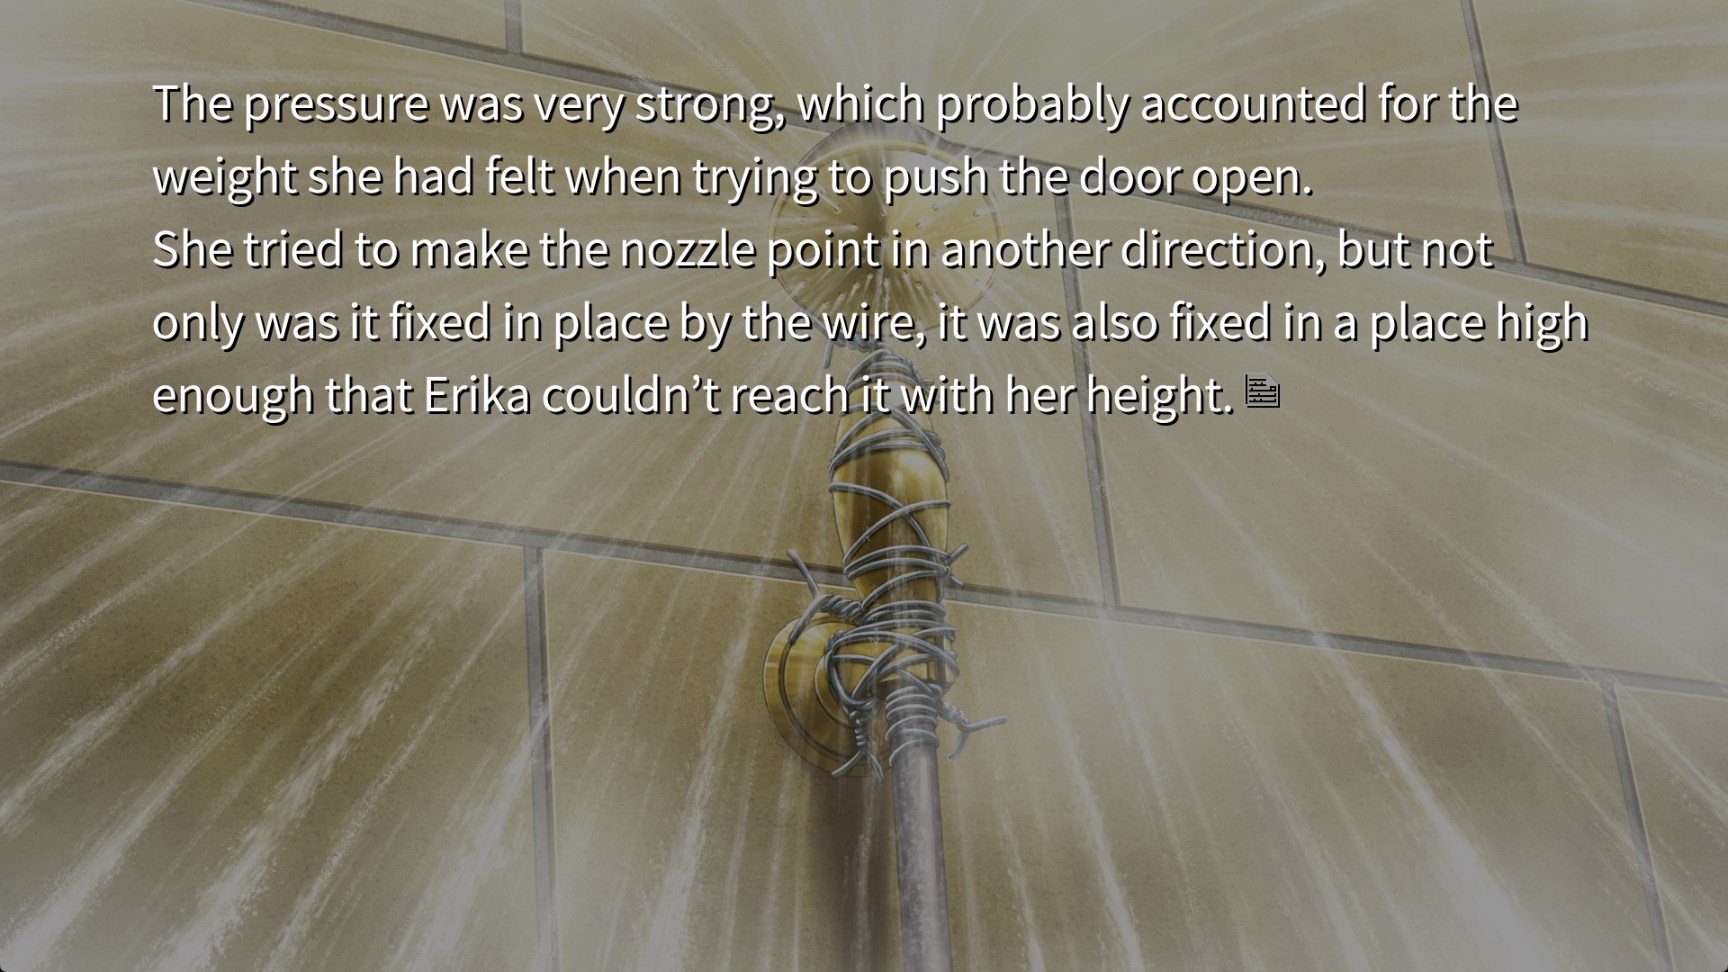 The pressure was very strong, which probably accounted for the
weight she had felt when trying to push the door open.
She tried to make the nozzle point in another direction, but not
only was it fixed in place by the wire, it was also fixed in a place high
enough that Erika couldn’t reach it with her height.